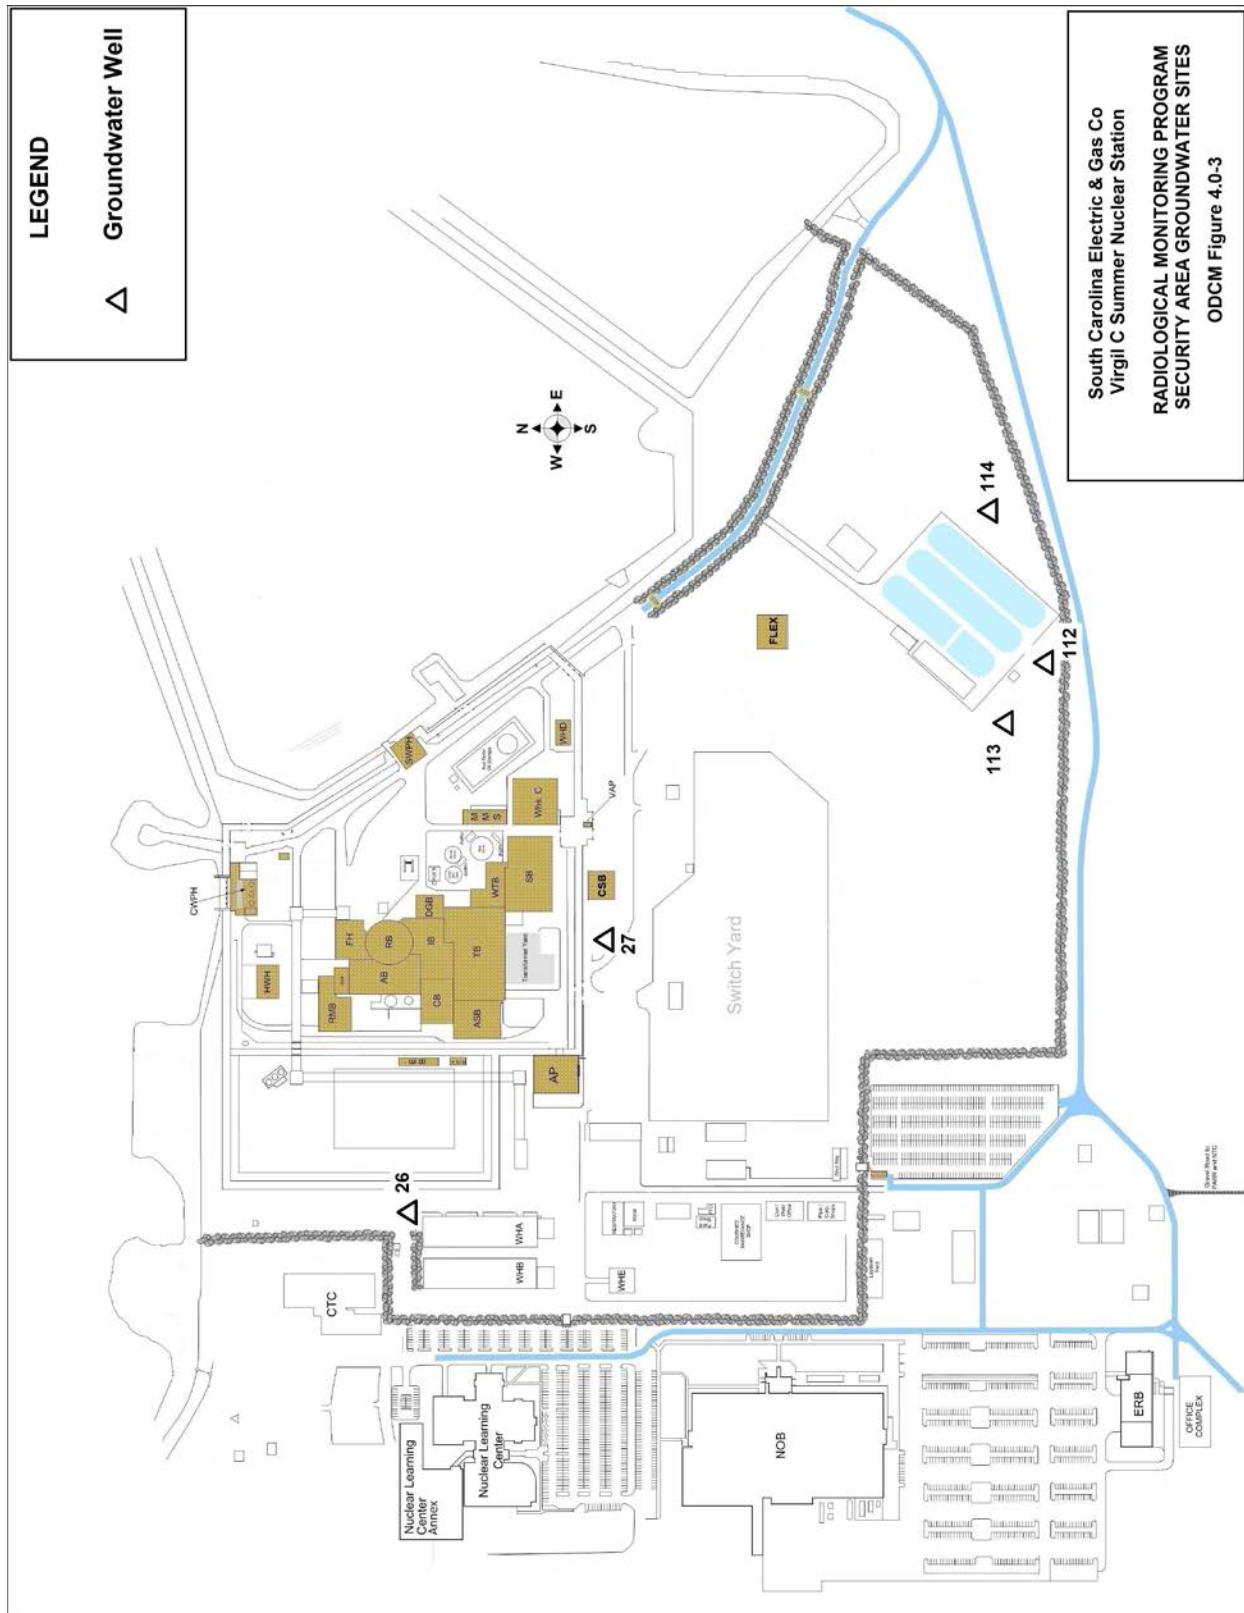 LEGEND
Groundwater Well
South Carolina Electric & Gas Co
Virgil C Summer Nuclear Station
RADIOLOGICAL MONITORING PROGRAM
SECURITY AREA GROUNDWATER SITES
ODCM Figure 4.0-3
N
W
E
S
CWPH
SWPH
HWH
FH
RB
RMB
AB
IB
DGB
CB
TB
WTB
ASB
SB
M
M
S
Whs. C
WHD
VAP
Transformer Yard
AP
CSB
27
26
FLEX
114
112
113
Switch Yard
CTC
WHA
WHB
WHE
Nuclear Learning
Center
Annex
Nuclear Learning
Center
NOB
ERB
OFFICE
COMPLEX